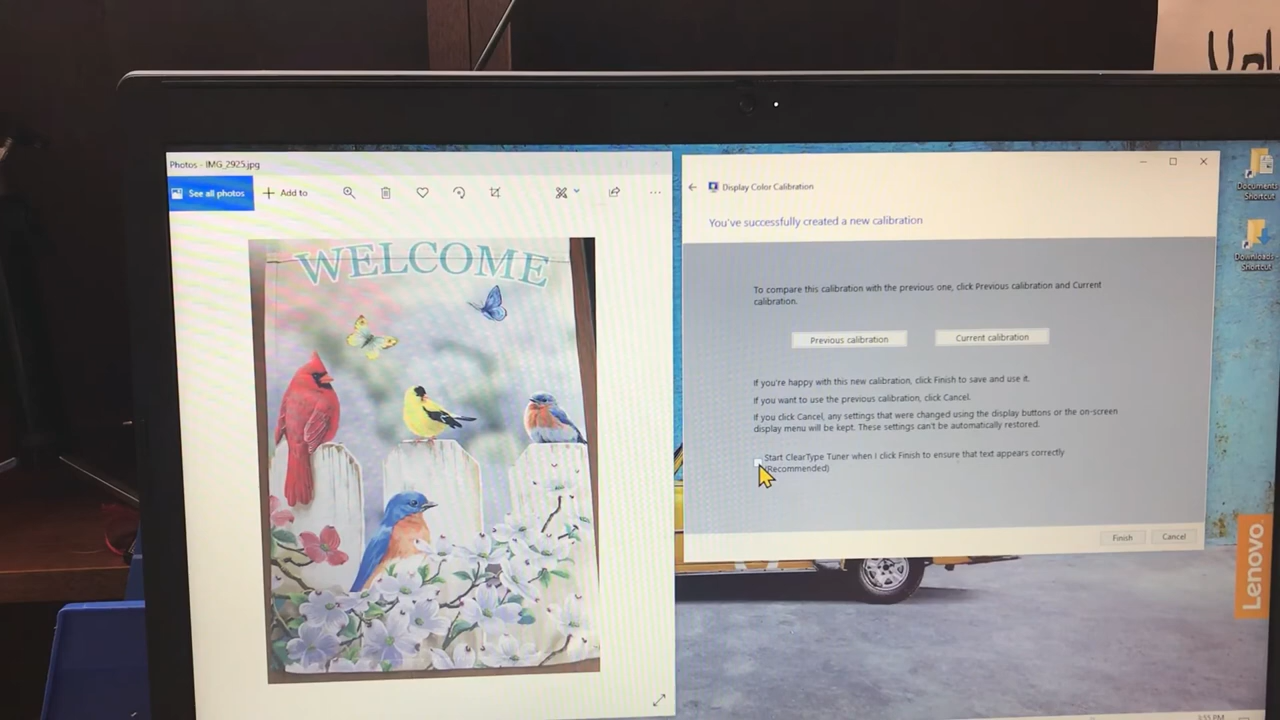 Photos - IMG_2925.jpg
See all photos
Add to
WELCOME
Display Color Calibration
You've successfully created a new calibration
To compare this calibration with the previous one, click Previous calibration and Current
calibration.
Previous calibration
Current calibration
If you're happy with this new calibration, click Finish to save and use it.
If you want to use the previous calibration, click Cancel.
If you click Cancel, any settings that were changed using the display buttons or the on-screen
display menu will be kept. These settings can't be automatically restored.
Start ClearType Tuner when I click Finish to ensure that text appears correctly
(Recommended)
Finish
Cancel
Documents -
Shortcut
Downloads -
Shortcut
Lenovo